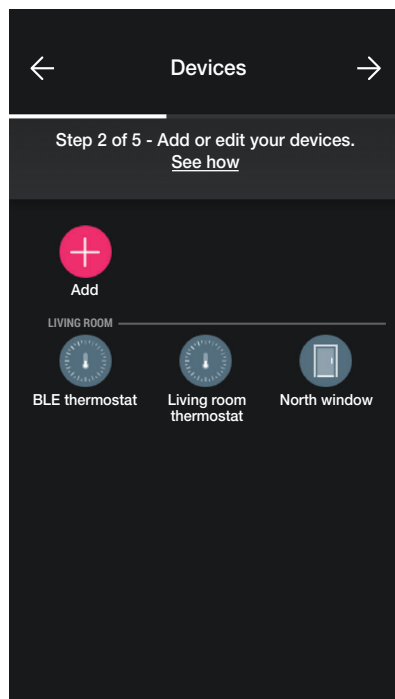 Devices
Step 2 of 5 - Add or edit your devices.
See how
Add
LIVING ROOM
BLE thermostat
Living room
thermostat
North window